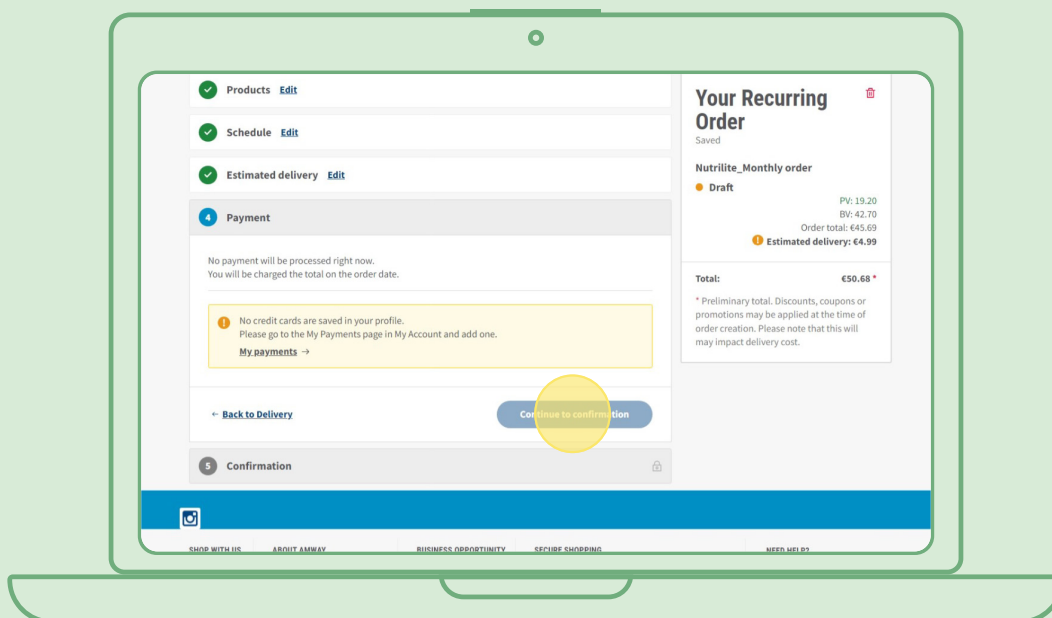 Products Edit
Schedule Edit
Estimated delivery Edit
4 Payment
No payment will be processed right now.
You will be charged the total on the order date.
No credit cards are saved in your profile.
Please go to the My Payments page in My Account and add one.
My payments →
← Back to Delivery
Continue to confirmation
5 Confirmation
Your Recurring
Order
Saved
Nutrilite_Monthly order
Draft
PV: 19.20
BV: 42.70
Order total: €45.69
Estimated delivery: €4.99
Total: €50.68 *
* Preliminary total. Discounts, coupons or
promotions may be applied at the time of
order creation. Please note that this will
may impact delivery cost.
SHOP WITH US ABOUT AMWAY BUSINESS OPPORTUNITY SECURE SHOPPING NEED HELP?